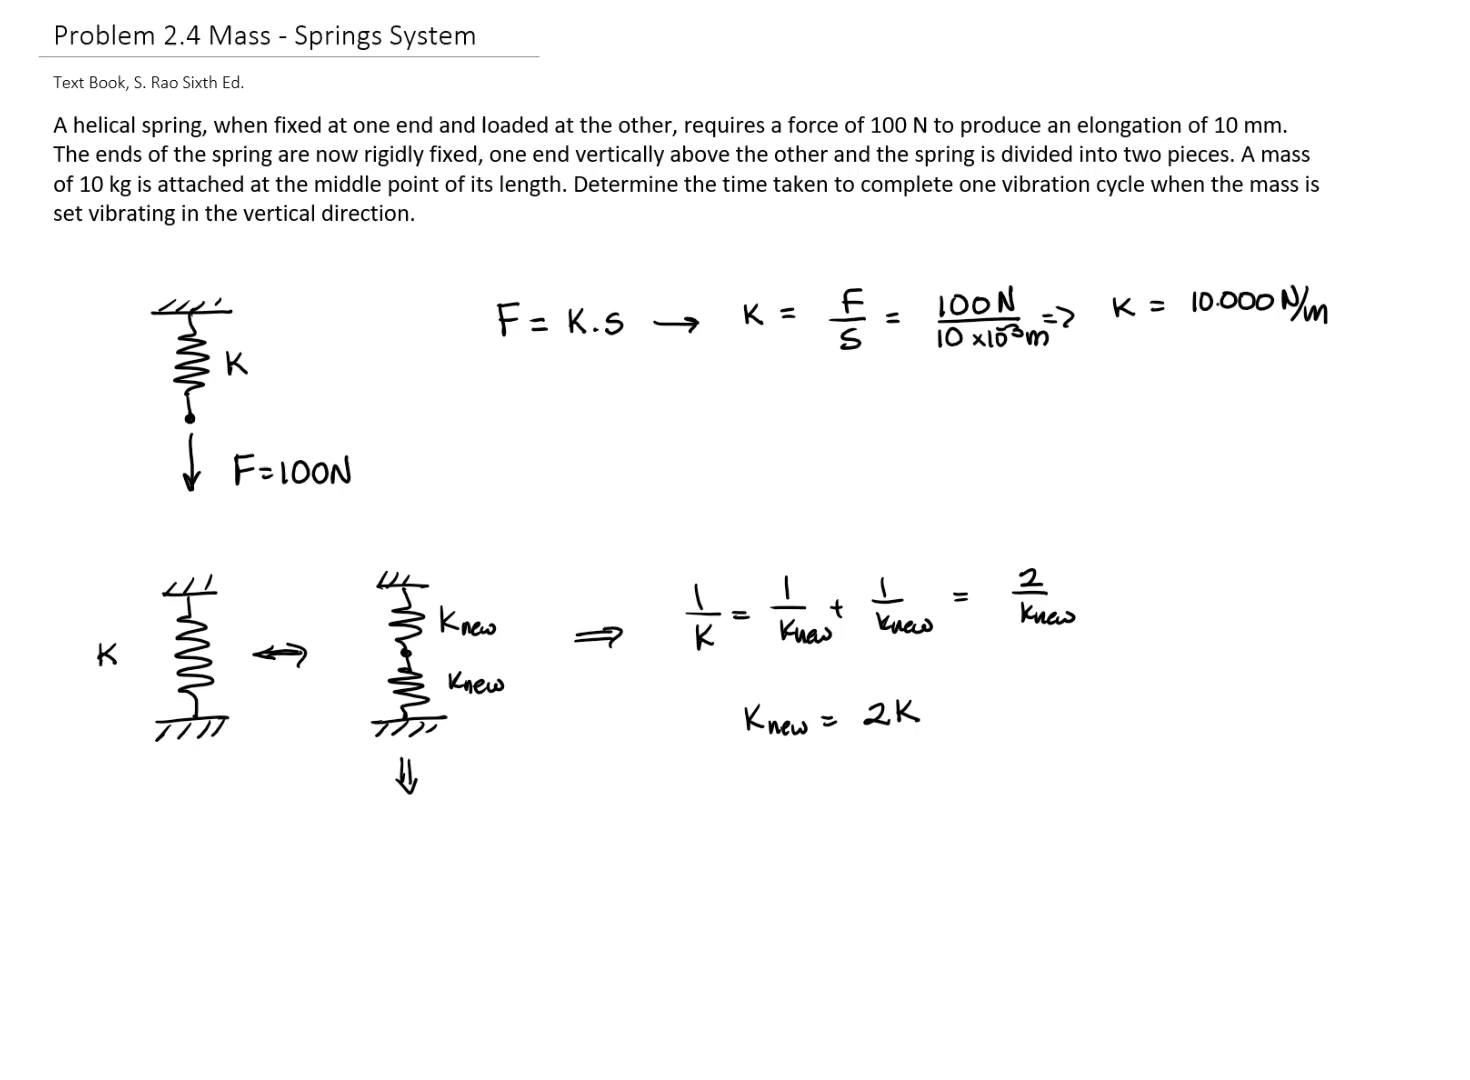 Problem 2.4 Mass - Springs System
Text Book, S. Rao Sixth Ed.
A helical spring, when fixed at one end and loaded at the other, requires a force of 100 N to produce an elongation of 10 mm.
The ends of the spring are now rigidly fixed, one end vertically above the other and the spring is divided into two pieces. A mass
of 10 kg is attached at the middle point of its length. Determine the time taken to complete one vibration cycle when the mass is
set vibrating in the vertical direction.
F = K.s → K = F/s = 100N/10 x10^-3 m => K = 10.000 N/m
K
F=100N
K ⇔ Knew Knew ⇒ 1/K = 1/Knew + 1/Knew = 2/Knew
Knew = 2K
⇓